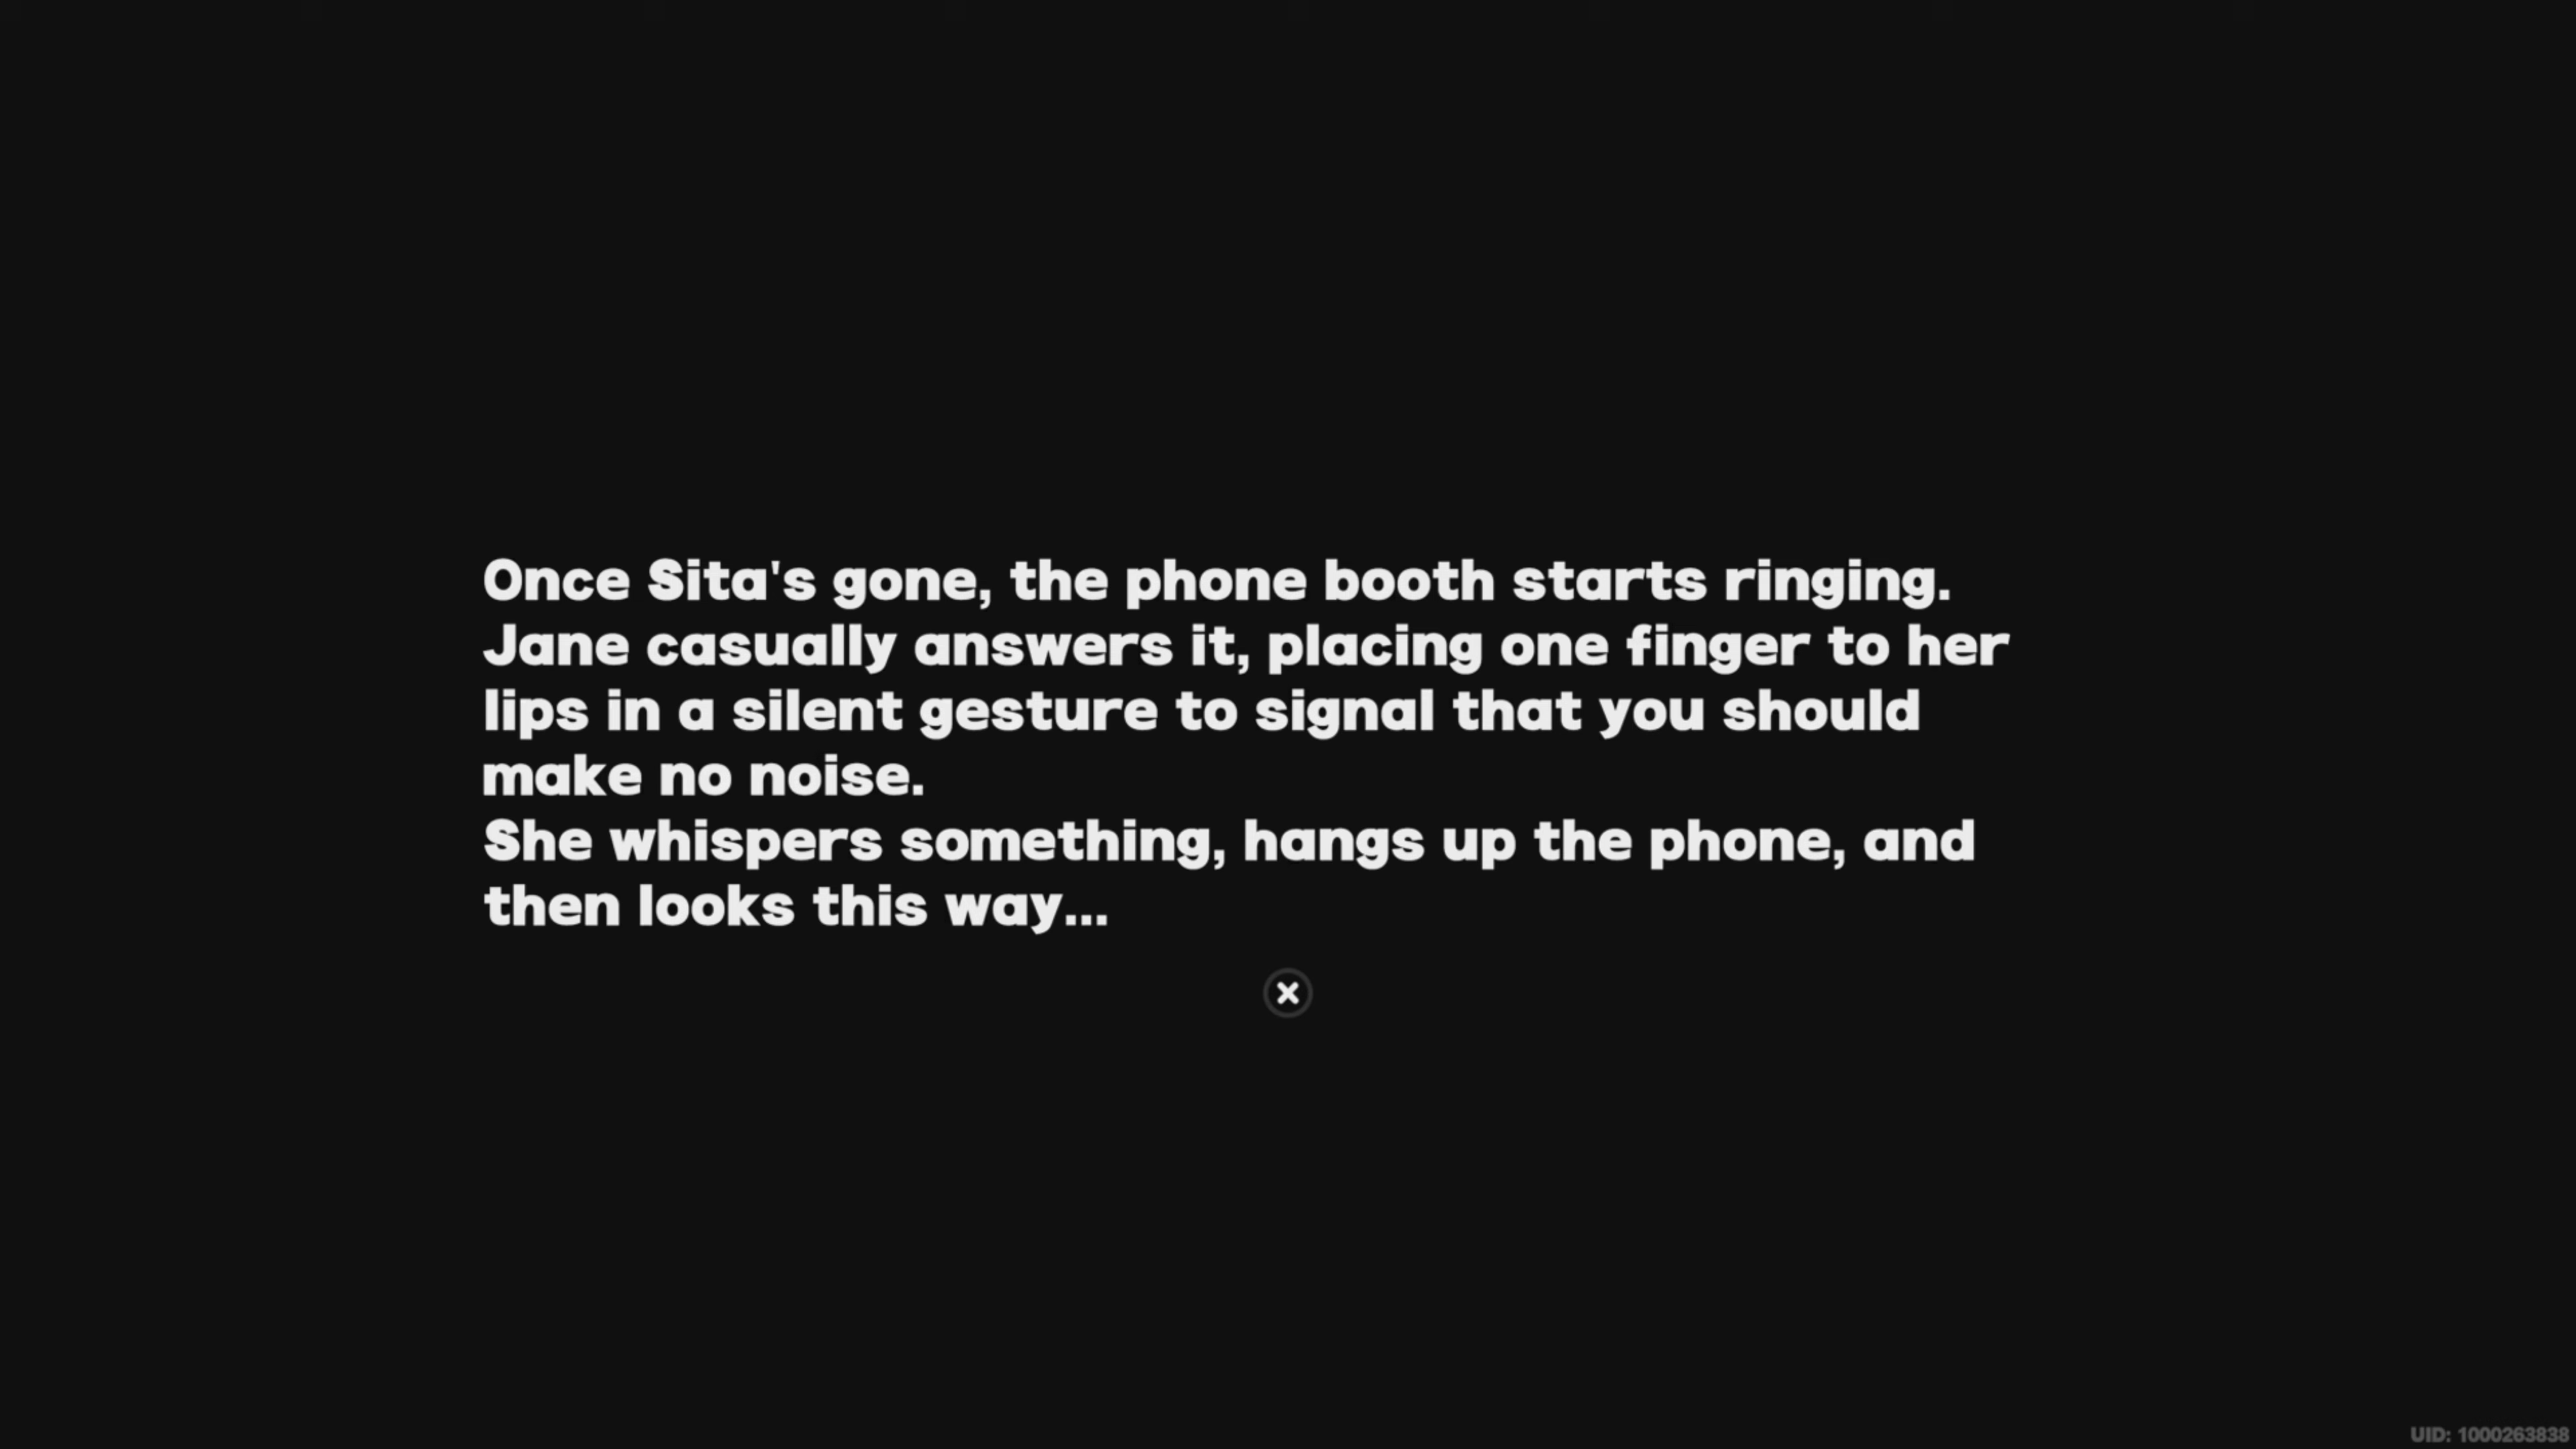 Once Sita's gone, the phone booth starts ringing.
Jane casually answers it, placing one finger to her
lips in a silent gesture to signal that you should
make no noise.
She whispers something, hangs up the phone, and
then looks this way...
UID: 1000263838